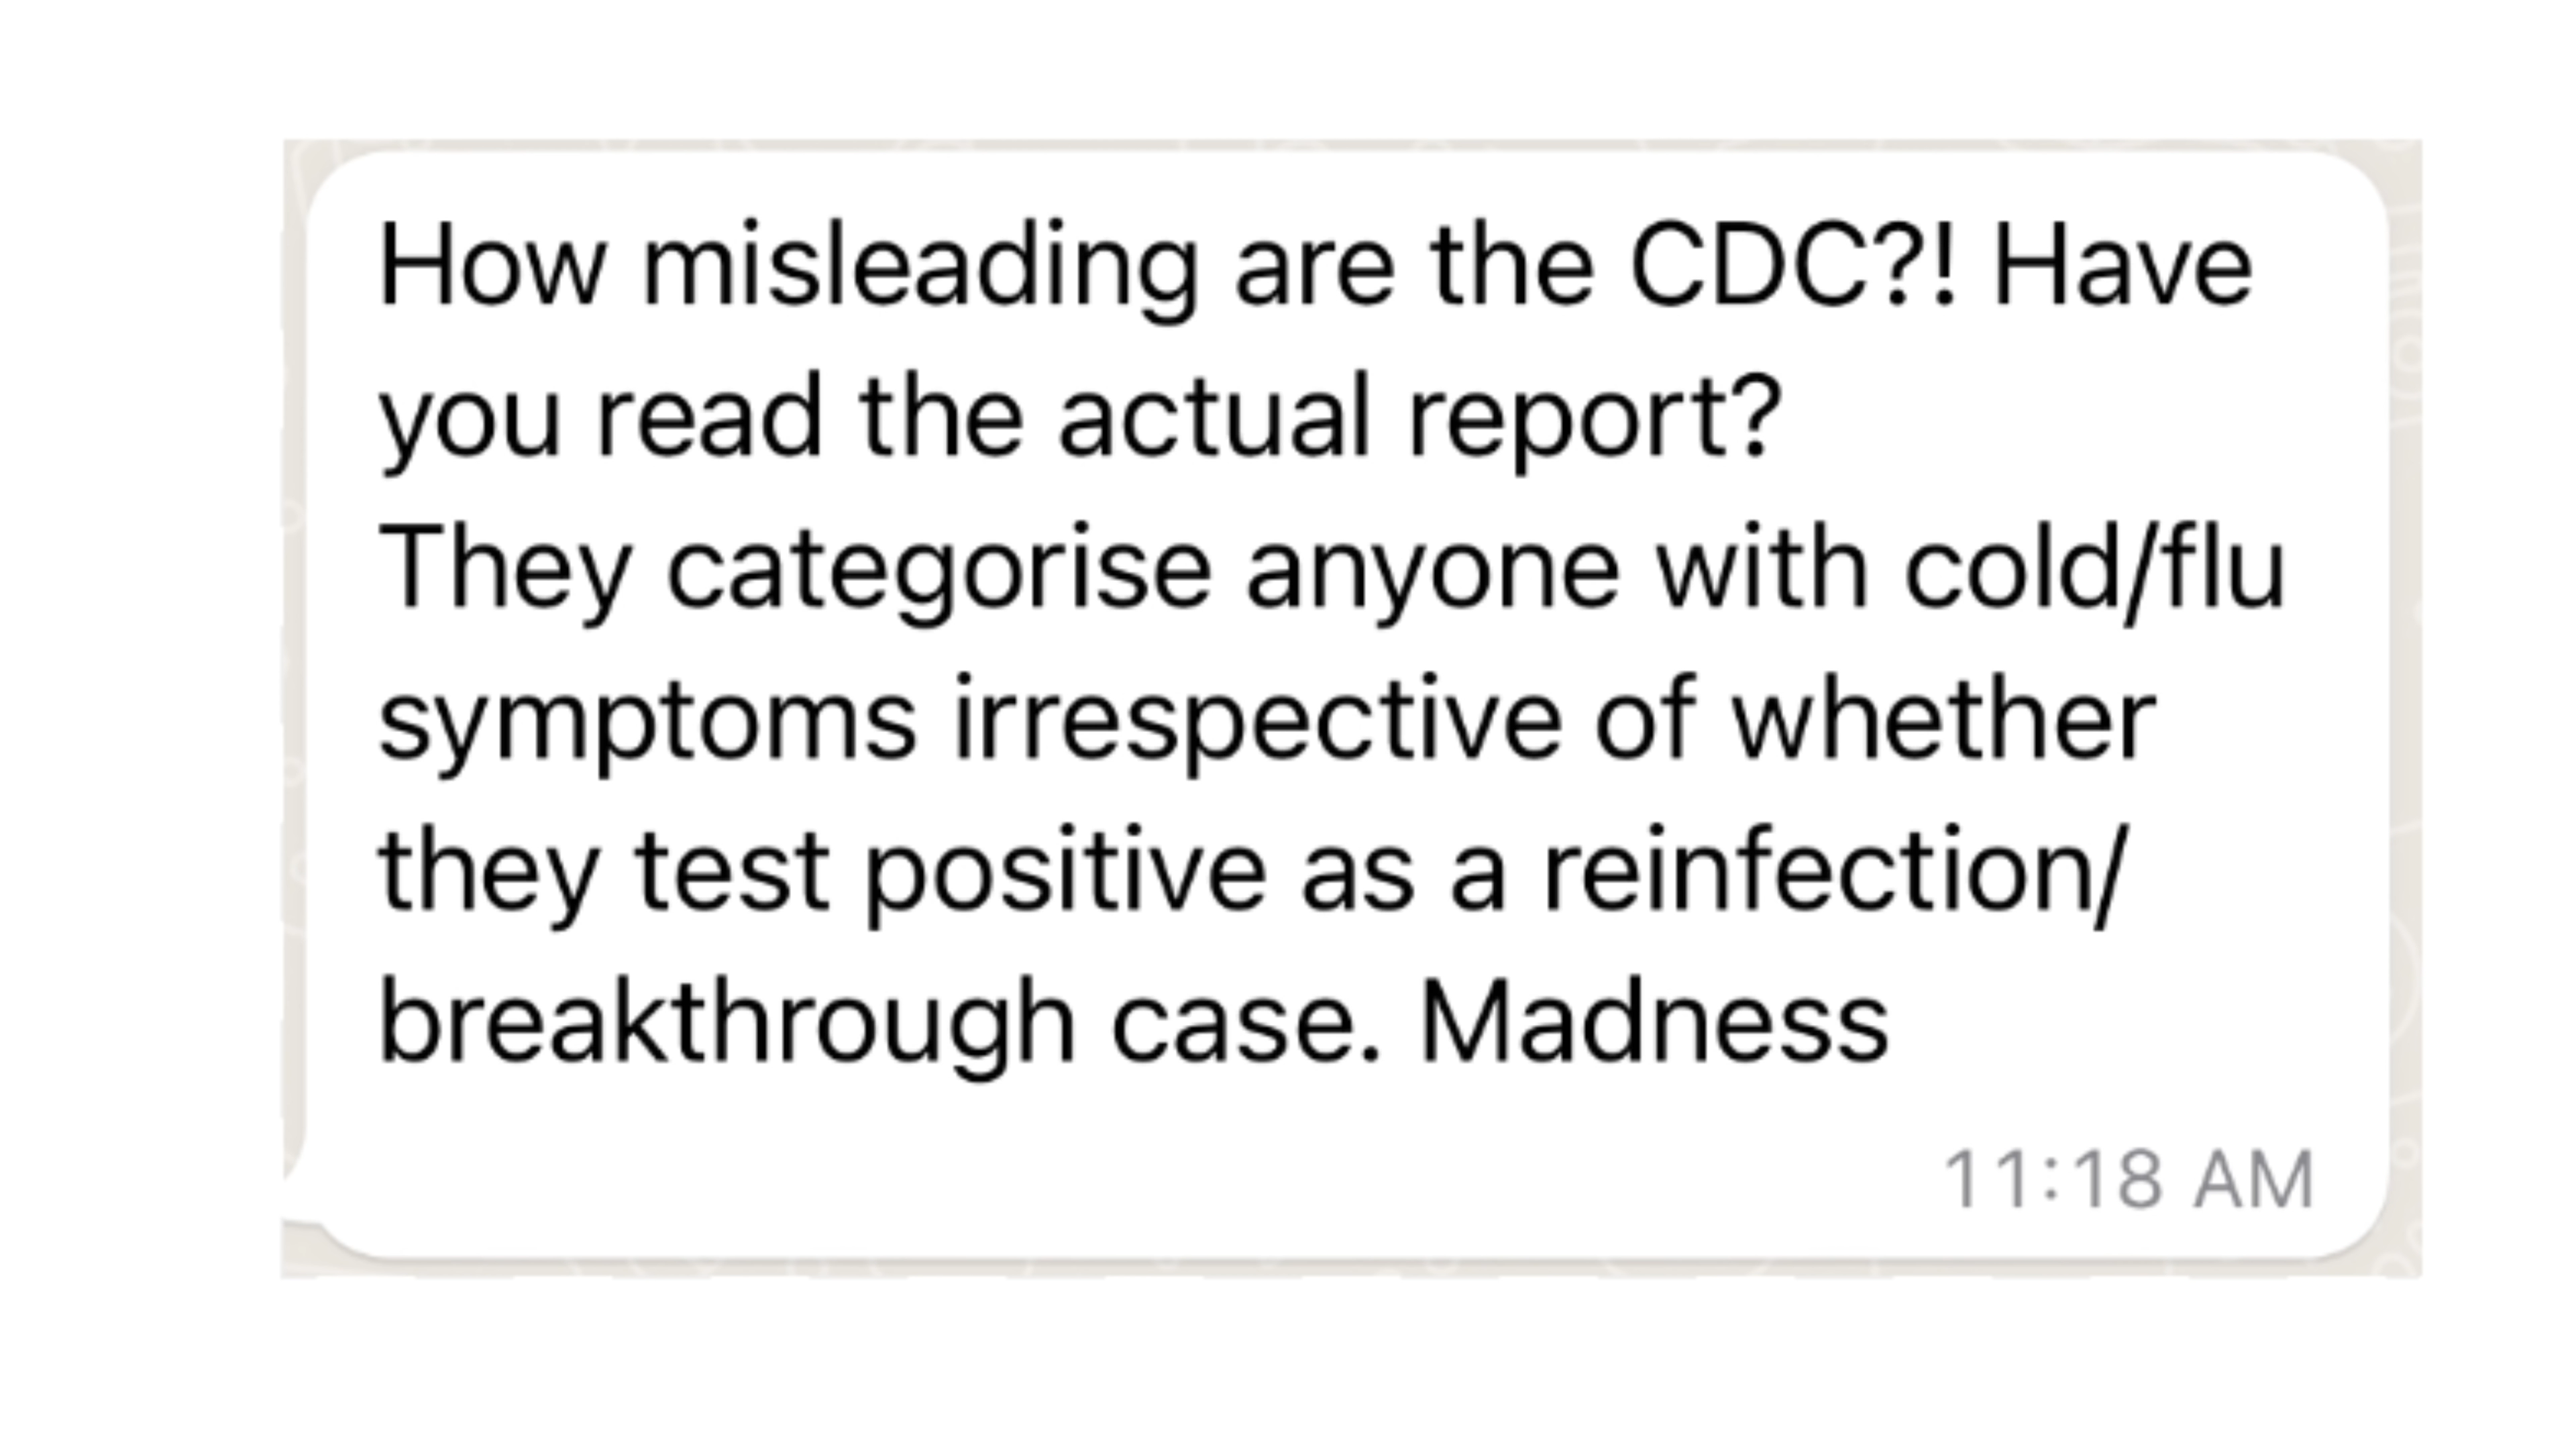 How misleading are the CDC?! Have
you read the actual report?
They categorise anyone with cold/flu
symptoms irrespective of whether
they test positive as a reinfection/
breakthrough case. Madness
11:18 AM